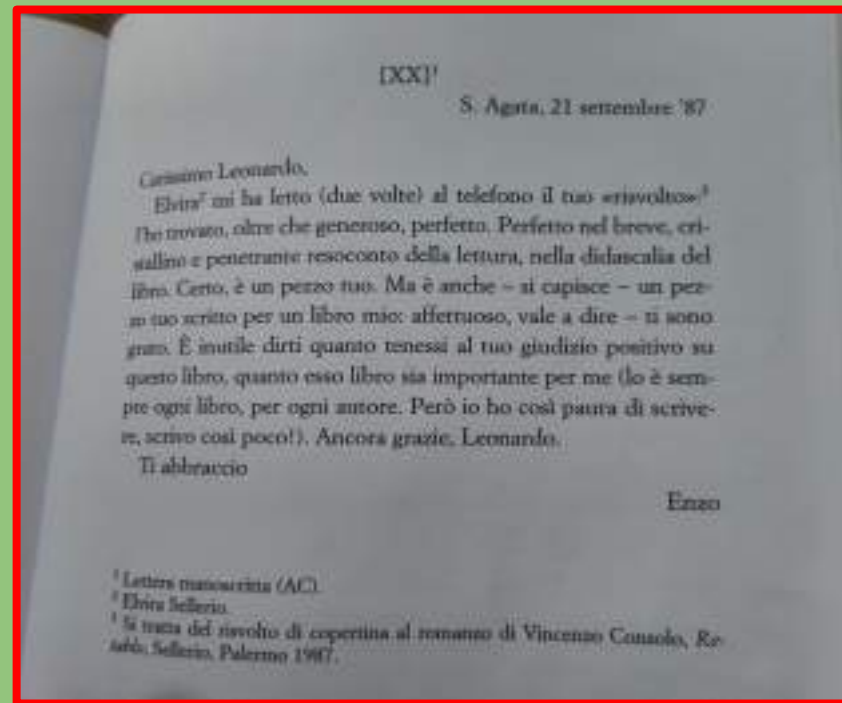 [XX]¹
S. Agata, 21 settembre '87
Carissimo Leonardo,
Elvira² mi ha letto (due volte) al telefono il tuo «risvolto»:³
l'ho trovato, oltre che generoso, perfetto. Perfetto nel breve, cri-
stallino e penetrante resoconto della lettura, nella didascalia del
libro. Certo, è un pezzo tuo. Ma è anche – si capisce – un pez-
zo tuo scritto per un libro mio: affettuoso, vale a dire – ti sono
grato. È inutile dirti quanto tenessi al tuo giudizio positivo su
questo libro, quanto esso libro sia importante per me (lo è sem-
pre ogni libro, per ogni autore. Però io ho così paura di scrive-
re, scrivo così poco!). Ancora grazie, Leonardo.
Ti abbraccio
Enzo
¹ Lettera manoscritta (AC).
² Elvira Sellerio.
³ Si tratta del risvolto di copertina al romanzo di Vincenzo Consolo, Re-
tablo, Sellerio, Palermo 1987.